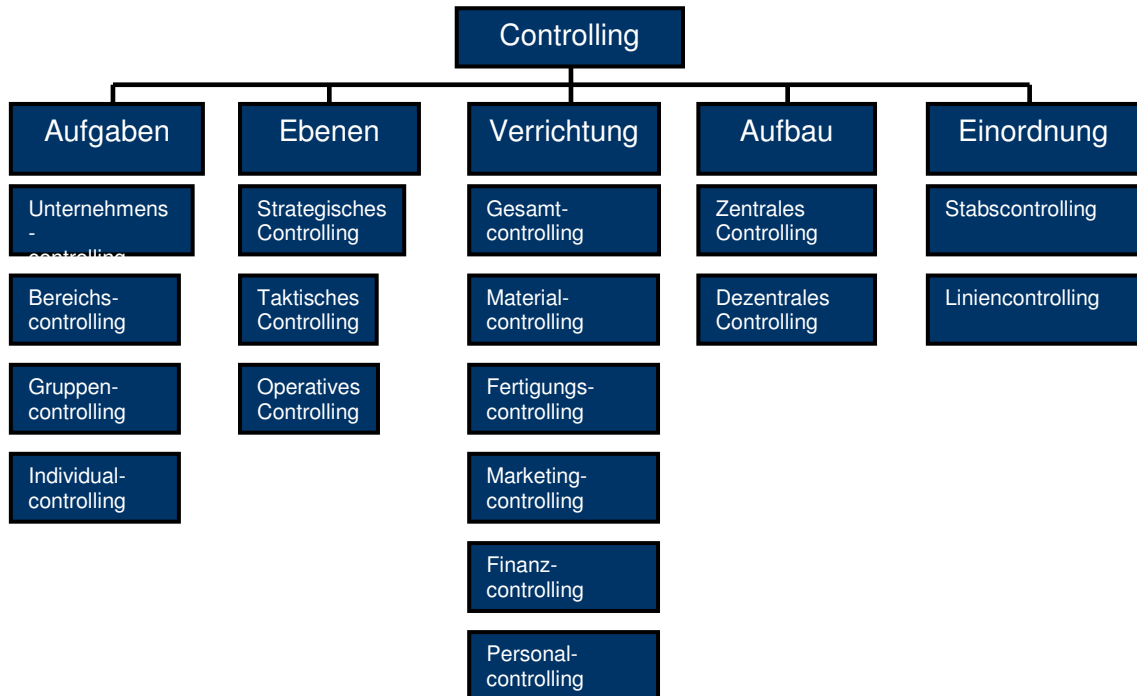 Controlling
Aufgaben
Unternehmens
-
controlling
Bereichs-
controlling
Gruppen-
controlling
Individual-
controlling
Ebenen
Strategisches
Controlling
Taktisches
Controlling
Operatives
Controlling
Verrichtung
Gesamt-
controlling
Material-
controlling
Fertigungs-
controlling
Marketing-
controlling
Finanz-
controlling
Personal-
controlling
Aufbau
Zentrales
Controlling
Dezentrales
Controlling
Einordnung
Stabscontrolling
Liniencontrolling